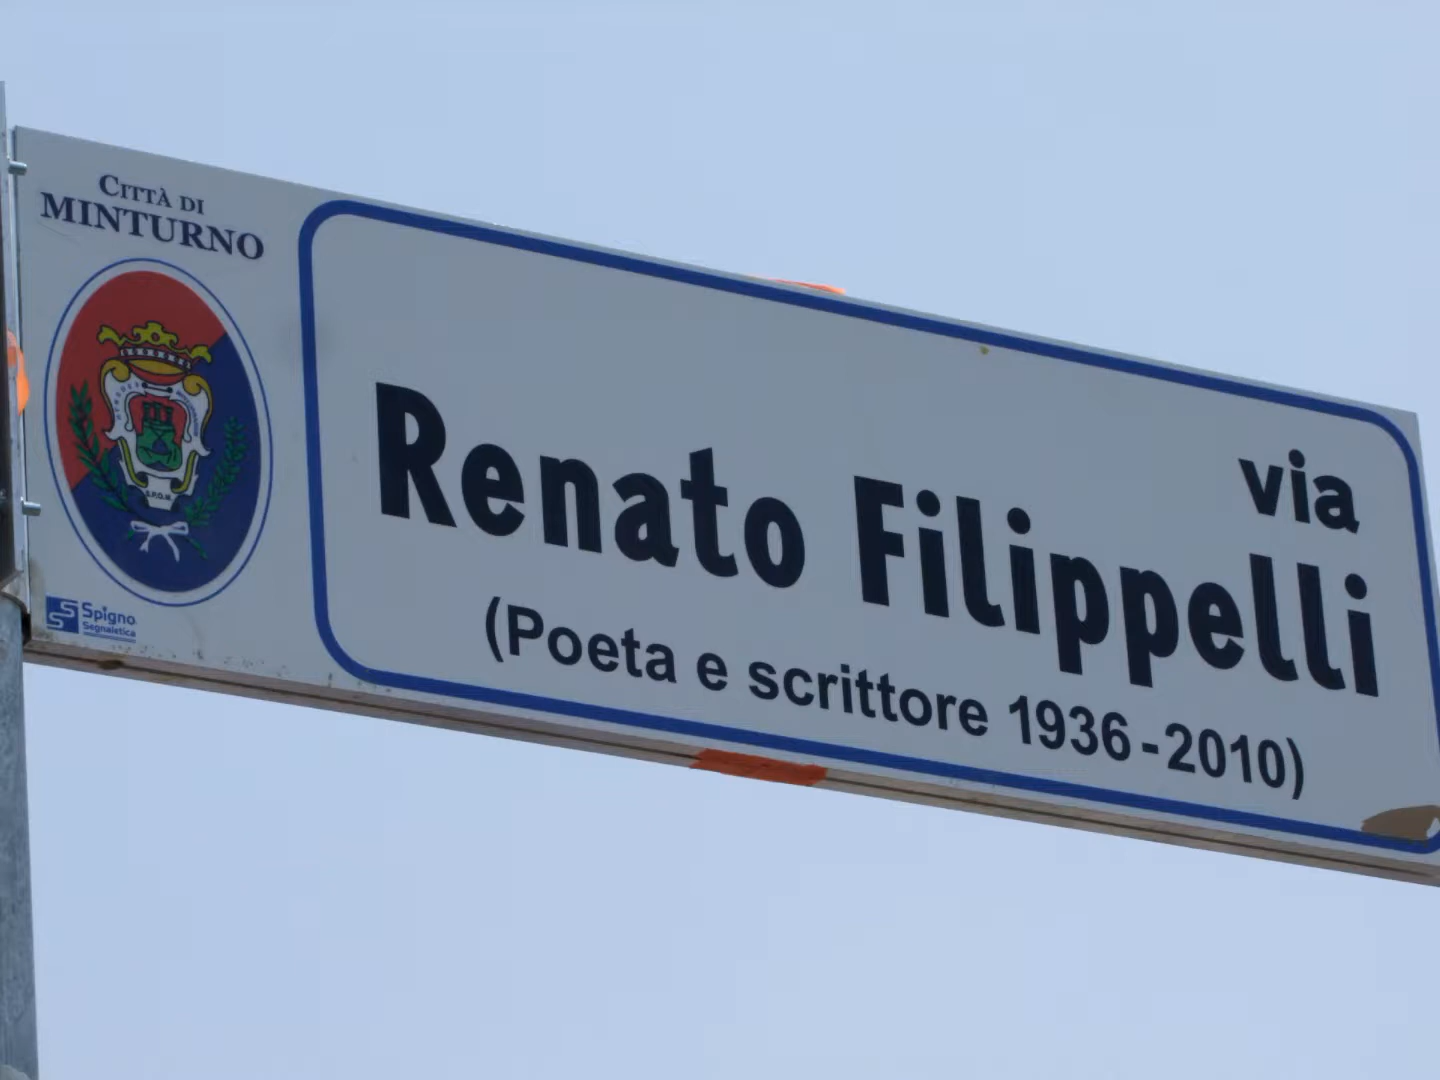 CITTÀ DI
MINTURNO
S.P.Q.M.
Spigno
Segnaletica
via
Renato Filippelli
(Poeta e scrittore 1936-2010)